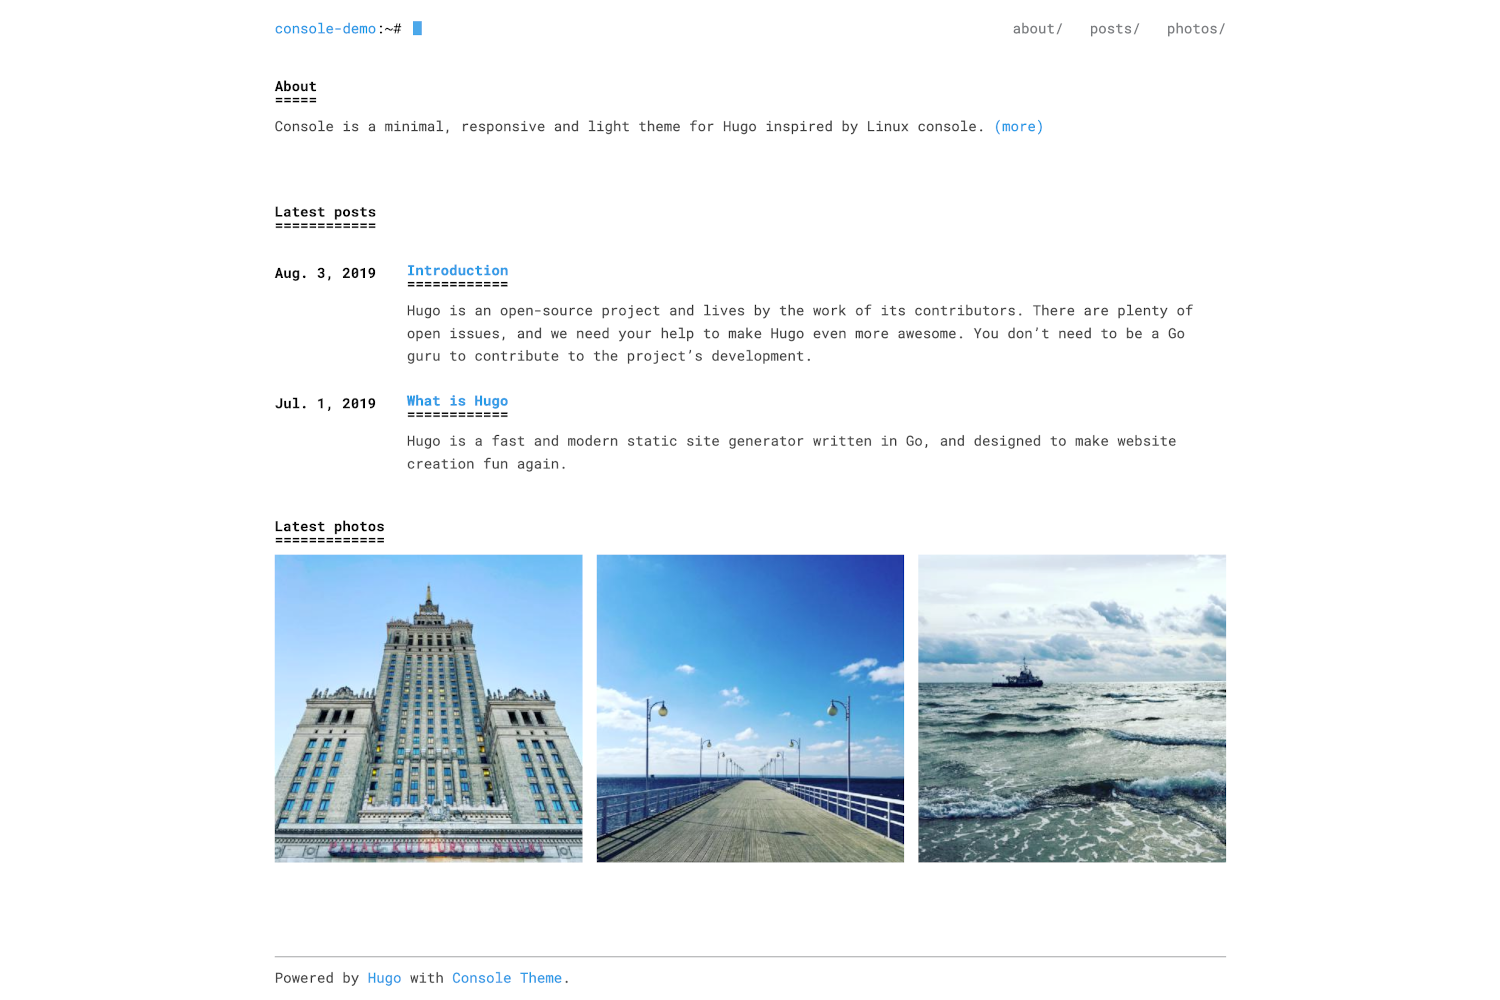 console-demo:~#
about/ posts/ photos/
About
=====
Console is a minimal, responsive and light theme for Hugo inspired by Linux console. (more)
Latest posts
============
Aug. 3, 2019
Introduction
============
Hugo is an open-source project and lives by the work of its contributors. There are plenty of
open issues, and we need your help to make Hugo even more awesome. You don’t need to be a Go
guru to contribute to the project’s development.
Jul. 1, 2019
What is Hugo
============
Hugo is a fast and modern static site generator written in Go, and designed to make website
creation fun again.
Latest photos
=============
PAŁAC KULTURY I NAUKI
Powered by Hugo with Console Theme.